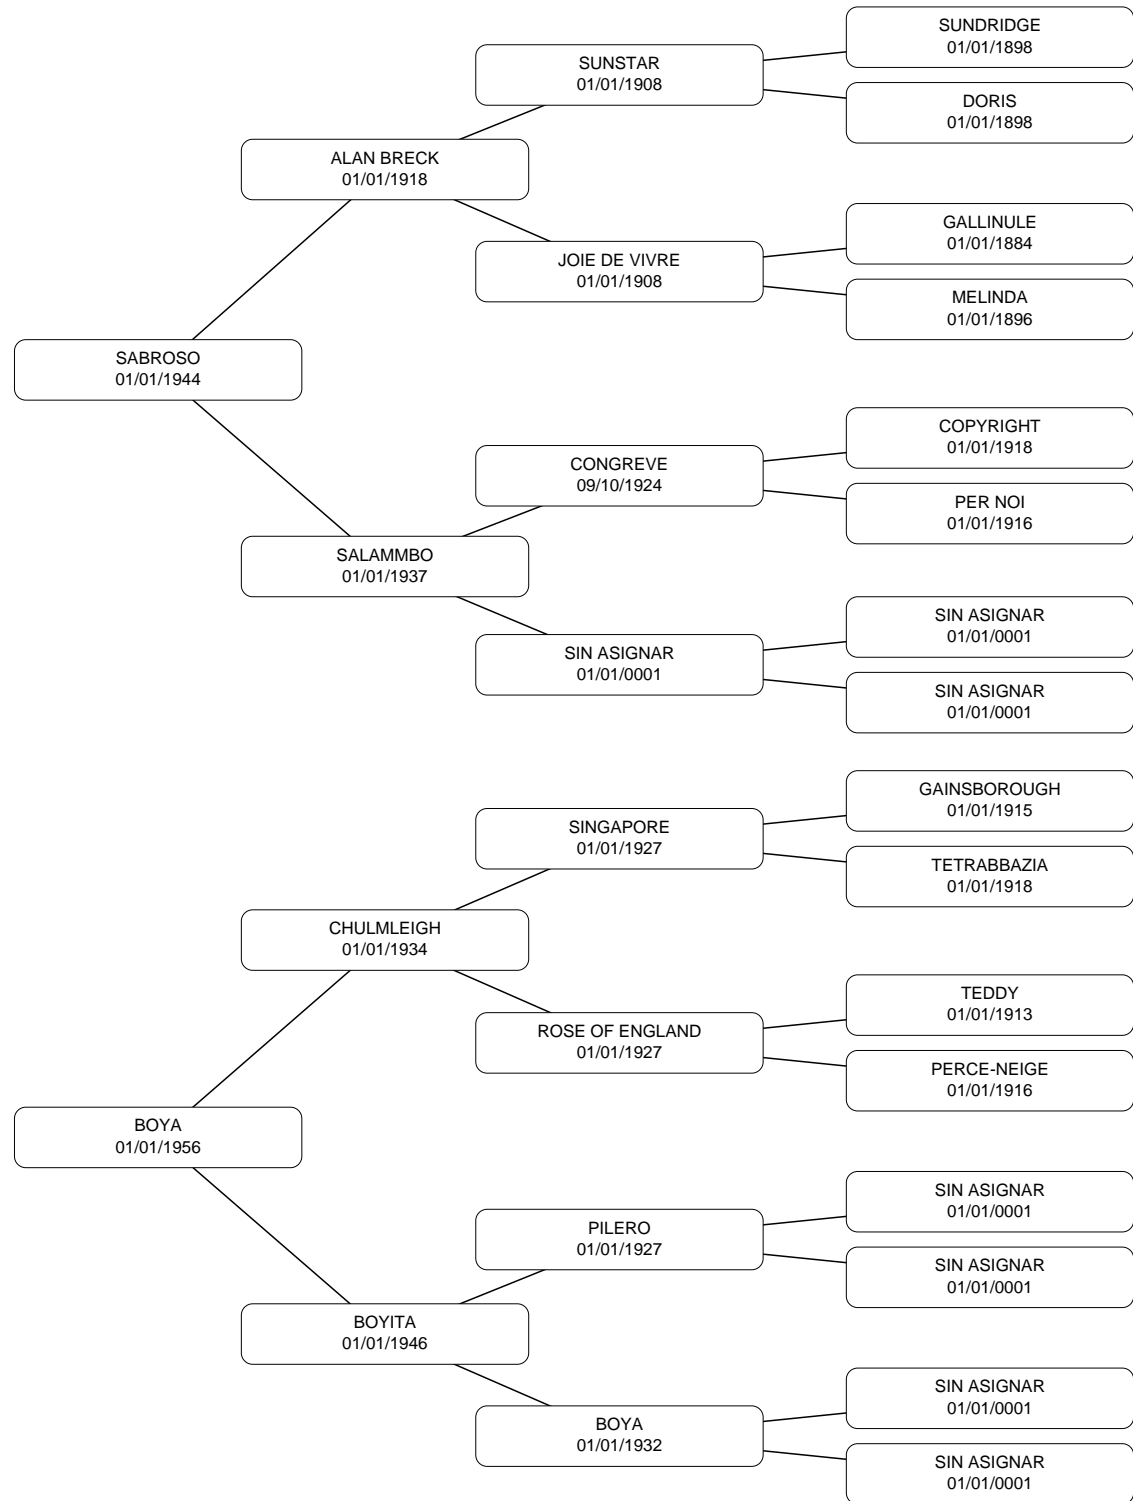 SUNDRIDGE
01/01/1898
SUNSTAR
01/01/1908
DORIS
01/01/1898
ALAN BRECK
01/01/1918
GALLINULE
01/01/1884
JOIE DE VIVRE
01/01/1908
MELINDA
01/01/1896
SABROSO
01/01/1944
COPYRIGHT
01/01/1918
CONGREVE
09/10/1924
PER NOI
01/01/1916
SALAMMBO
01/01/1937
SIN ASIGNAR
01/01/0001
SIN ASIGNAR
01/01/0001
SIN ASIGNAR
01/01/0001
GAINSBOROUGH
01/01/1915
SINGAPORE
01/01/1927
TETRABBAZIA
01/01/1918
CHULMLEIGH
01/01/1934
TEDDY
01/01/1913
ROSE OF ENGLAND
01/01/1927
PERCE-NEIGE
01/01/1916
BOYA
01/01/1956
SIN ASIGNAR
01/01/0001
PILERO
01/01/1927
SIN ASIGNAR
01/01/0001
BOYITA
01/01/1946
SIN ASIGNAR
01/01/0001
BOYA
01/01/1932
SIN ASIGNAR
01/01/0001